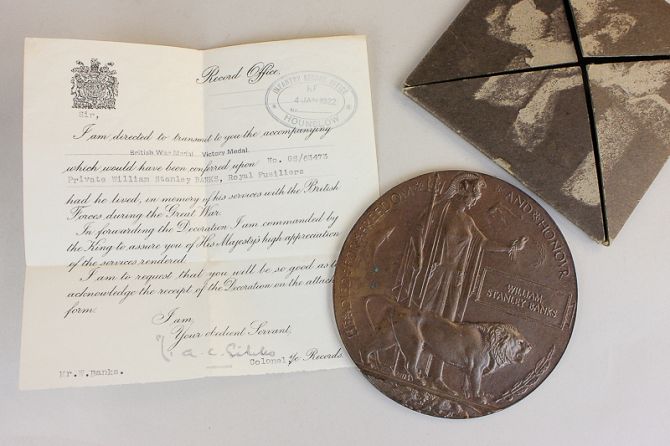 Record Office.
INFANTRY RECORD OFFICE
R.F.
4 JAN 1922
HOUNSLOW
Sir,
I am directed to transmit to you the accompanying
British War Medal. Victory Medal.
which would have been conferred upon No. GS/63473
Private William Stanley BANKS, Royal Fusiliers
had he lived, in memory of his services with the British
Forces during the Great War.
In forwarding the Decoration I am commanded by
the King to assure you of His Majesty's high appreciation
of the services rendered.
I am to request that you will be so good as to
acknowledge the receipt of the Decoration on the attach
form.
I am,
Your obedient Servant,
Colonel i/c Records.
Mr. W. Banks.
FREEDOM AND HONOUR
WILLIAM
STANLEY BANKS